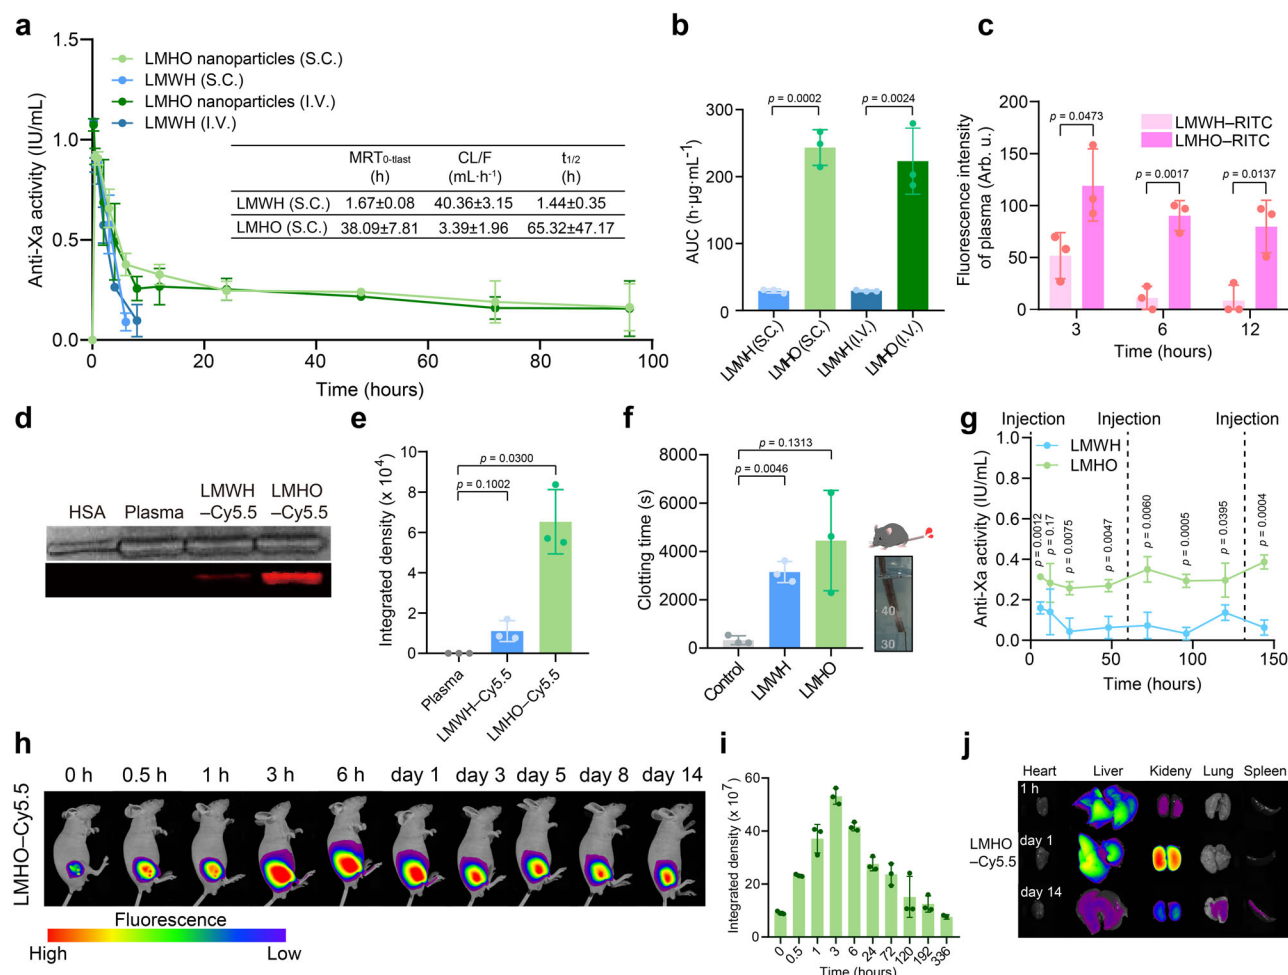 a
1.5
1.0
0.5
0.0
Anti-Xa activity (IU/mL)
LMHO nanoparticles (S.C.)
LMWH (S.C.)
LMHO nanoparticles (I.V.)
LMWH (I.V.)
MRT0-tlast (h) CL/F (mL·h-1) t1/2 (h)
LMWH (S.C.) 1.67±0.08 40.36±3.15 1.44±0.35
LMHO (S.C.) 38.09±7.81 3.39±1.96 65.32±47.17
0 20 40 60 80 100
Time (hours)
b
p = 0.0002 p = 0.0024
300
200
100
0
AUC (h·μg·mL-1)
LMWH (S.C.) LMHO (S.C.) LMWH (I.V.) LMHO (I.V.)
c
200
150
100
50
0
Fluorescence intensity
of plasma (Arb. u.)
LMWH–RITC
LMHO–RITC
p = 0.0473
p = 0.0017 p = 0.0137
3 6 12
Time (hours)
d
HSA Plasma LMWH –Cy5.5 LMHO –Cy5.5
e
10
8
6
4
2
0
Integrated density (x 10⁴)
p = 0.0300
p = 0.1002
Plasma LMWH–Cy5.5 LMHO–Cy5.5
f
8000
6000
4000
2000
0
Clotting time (s)
p = 0.1313
p = 0.0046
Control LMWH LMHO
40
30
g
Injection Injection Injection
1.0
0.8
0.6
0.4
0.2
0.0
Anti-Xa activity (IU/mL)
LMWH
LMHO
p = 0.0012
p = 0.17
p = 0.0075
p = 0.0047
p = 0.0060
p = 0.0005
p = 0.0395
p = 0.0004
0 50 100 150
Time (hours)
h
LMHO–Cy5.5
0 h 0.5 h 1 h 3 h 6 h day 1 day 3 day 5 day 8 day 14
Fluorescence
High Low
i
60
40
20
0
Integrated density (x 10⁷)
0 0.5 1 3 6 24 72 120 192 336
Time (hours)
j
Heart Liver Kideny Lung Spleen
1 h
day 1
LMHO
–Cy5.5
day 14